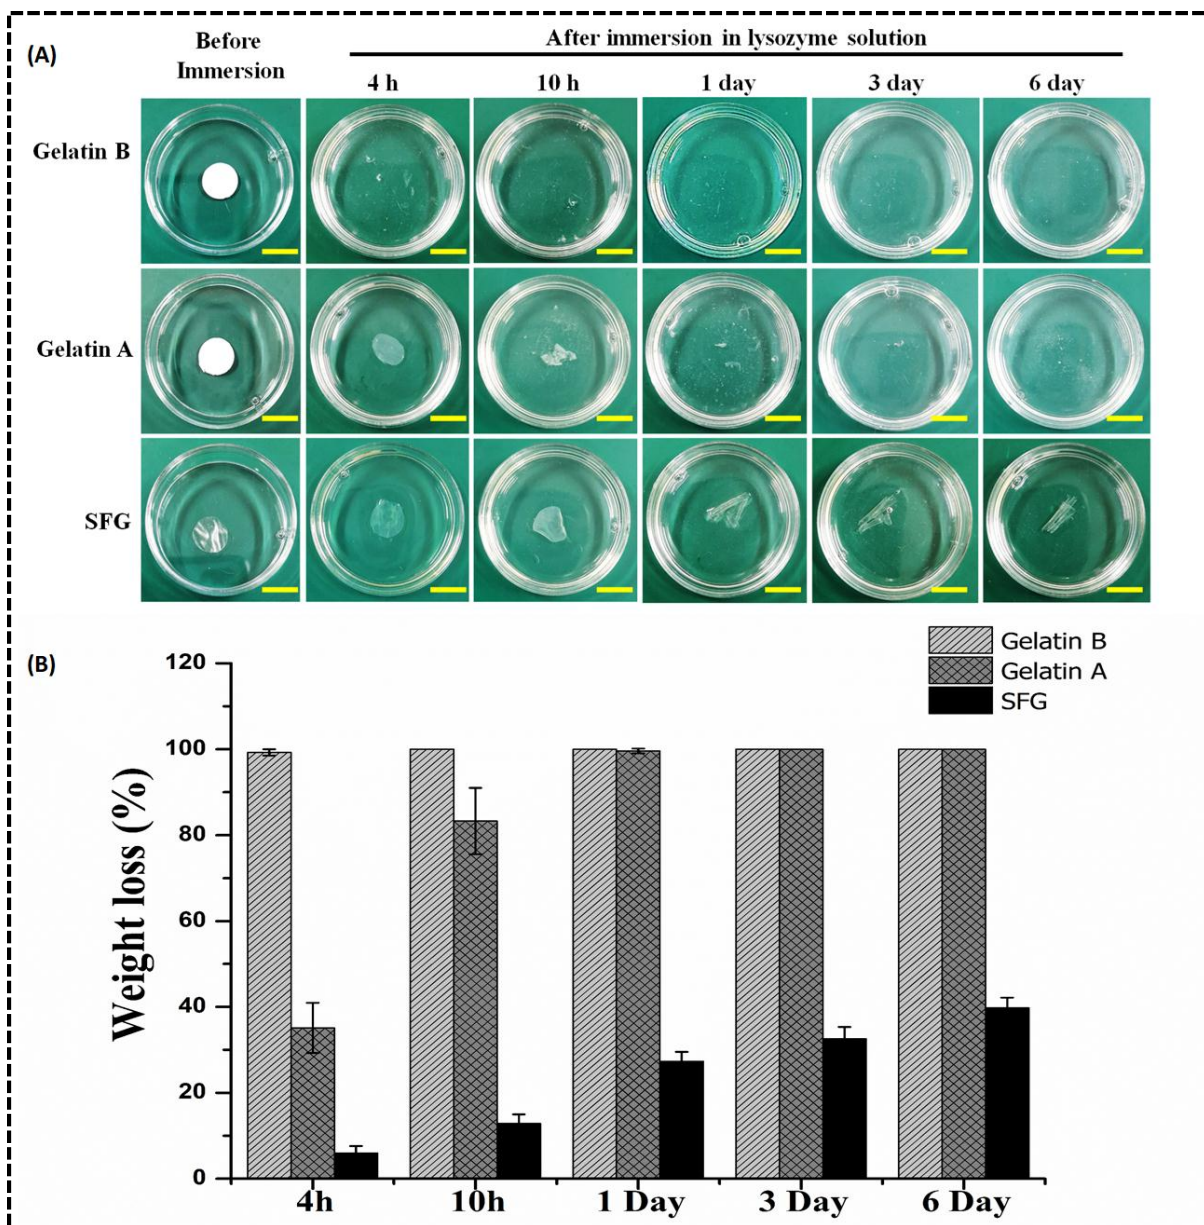 (A)
Before
Immersion
After immersion in lysozyme solution
4 h
10 h
1 day
3 day
6 day
Gelatin B
Gelatin A
SFG
(B)
Gelatin B
Gelatin A
SFG
Weight loss (%)
120
100
80
60
40
20
0
4h
10h
1 Day
3 Day
6 Day